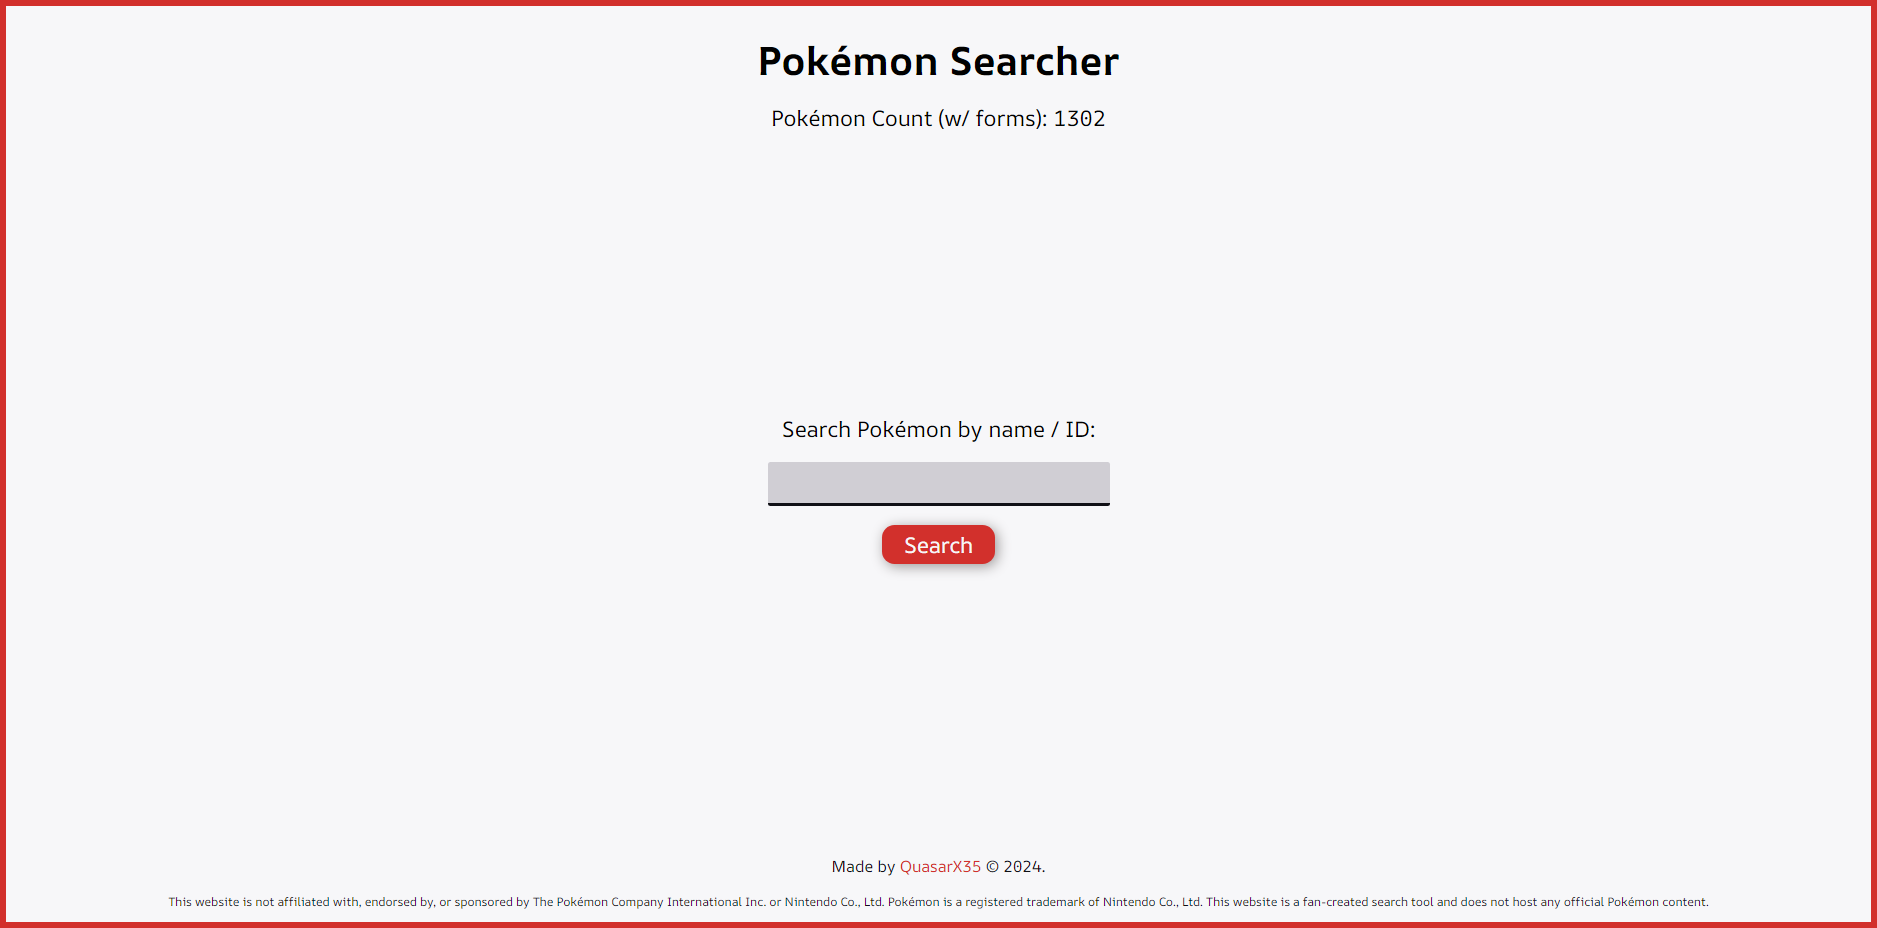 Pokémon Searcher
Pokémon Count (w/ forms): 1302
Search Pokémon by name / ID:
Search
Made by QuasarX35 © 2024.
This website is not affiliated with, endorsed by, or sponsored by The Pokémon Company International Inc. or Nintendo Co., Ltd. Pokémon is a registered trademark of Nintendo Co., Ltd. This website is a fan-created search tool and does not host any official Pokémon content.